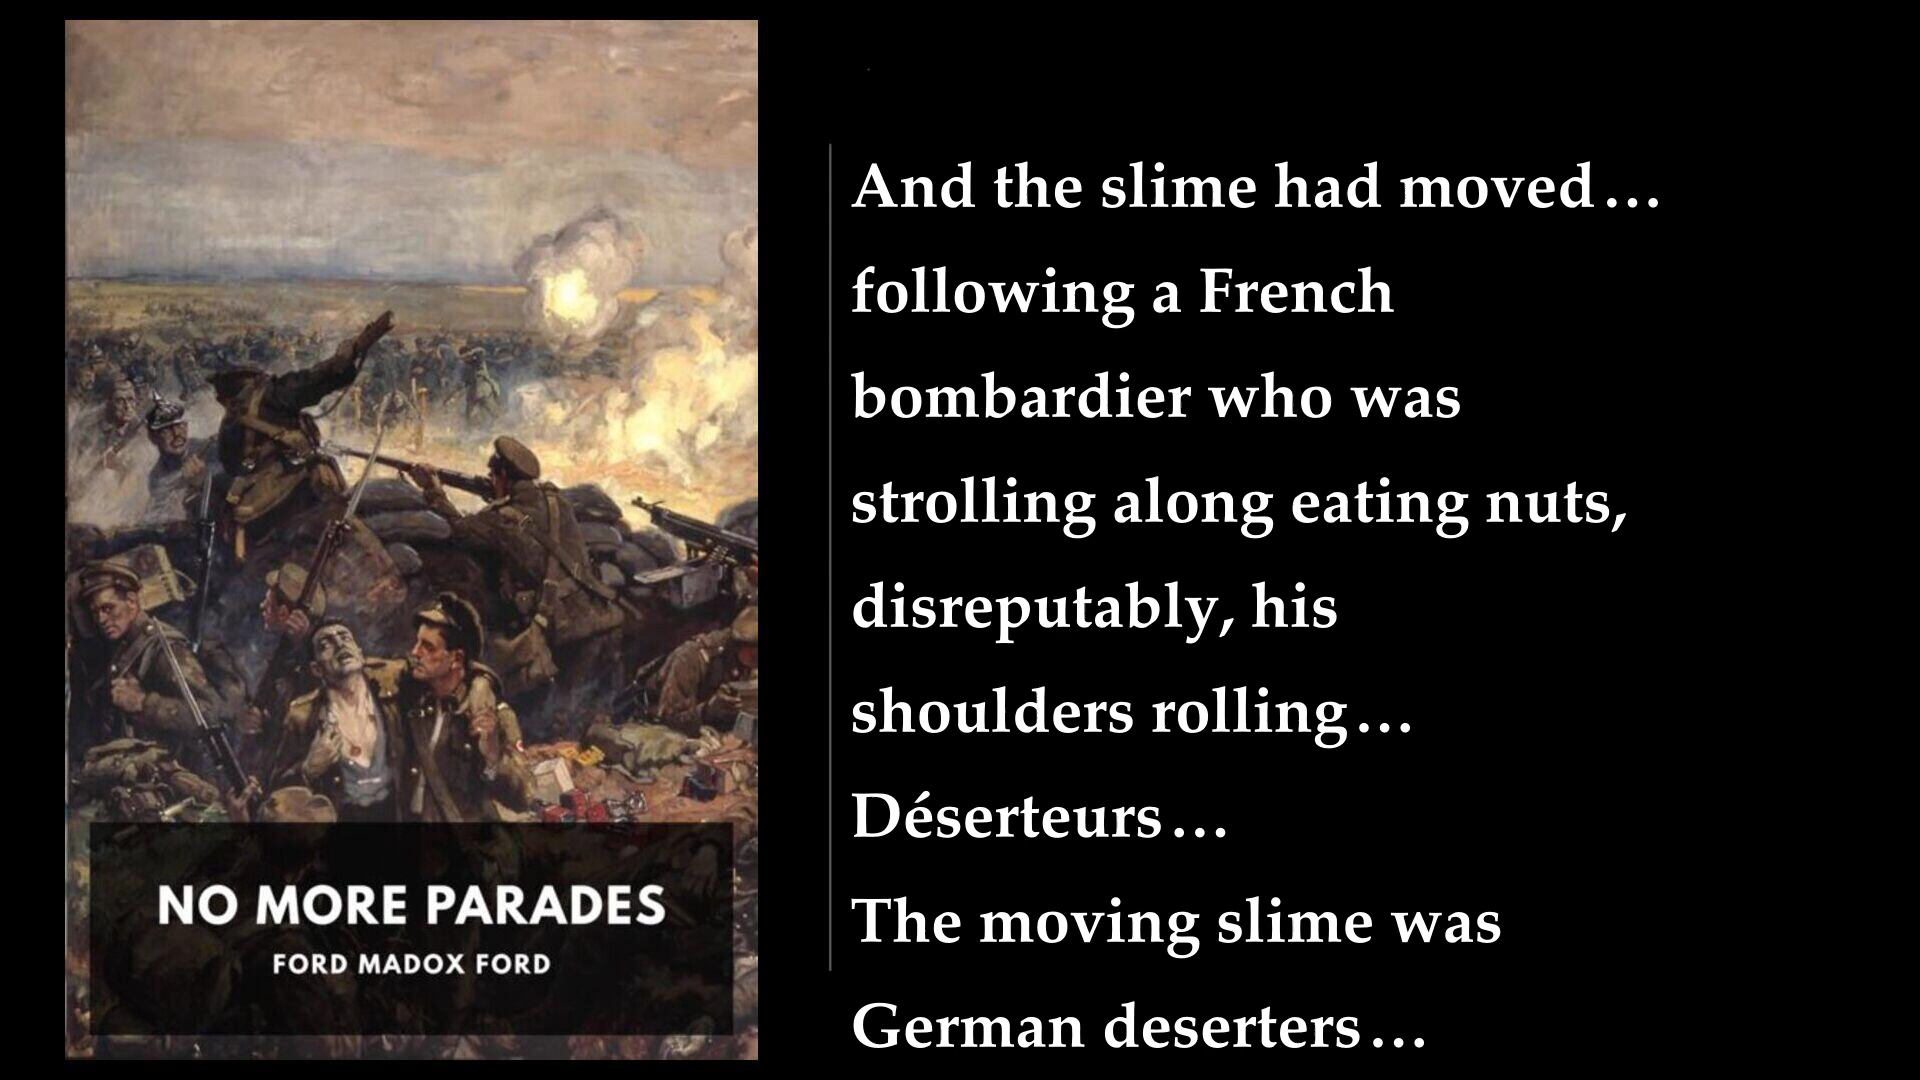 NO MORE PARADES
FORD MADOX FORD
And the slime had moved…
following a French
bombardier who was
strolling along eating nuts,
disreputably, his
shoulders rolling…
Déserteurs…
The moving slime was
German deserters…